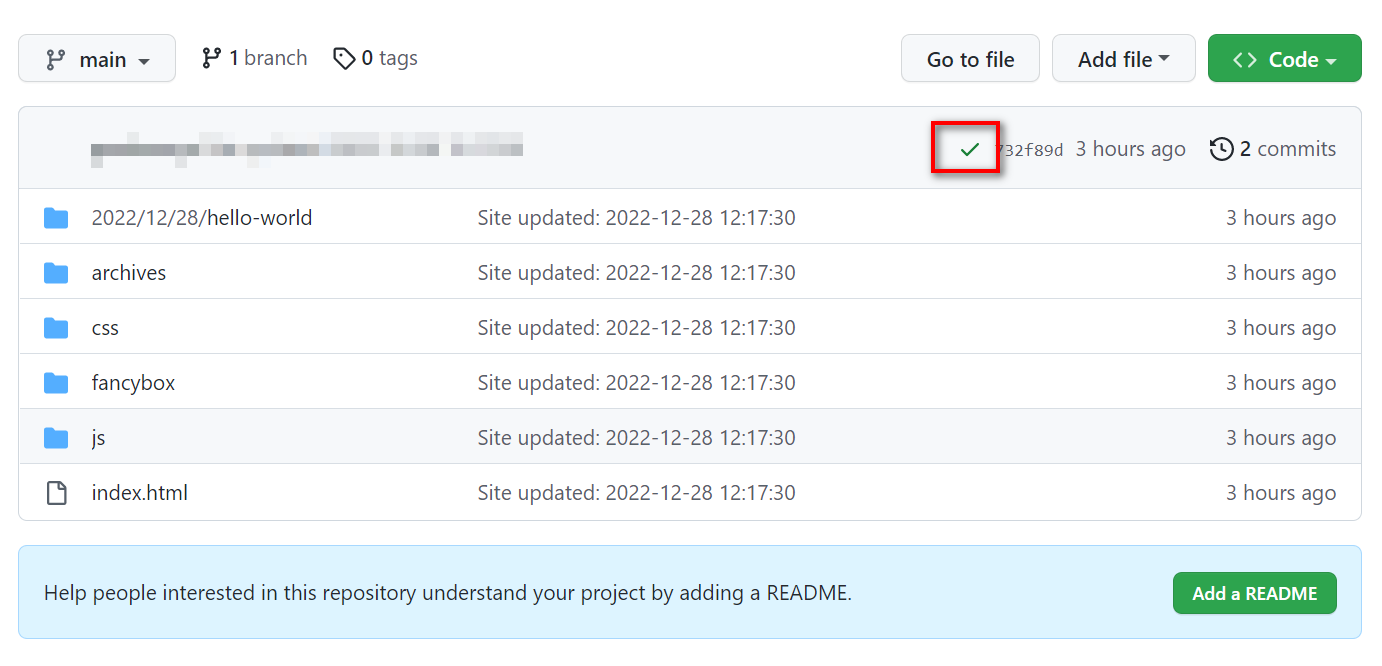 main 1 branch 0 tags Go to file Add file Code
732f89d 3 hours ago 2 commits
2022/12/28/hello-world Site updated: 2022-12-28 12:17:30 3 hours ago
archives Site updated: 2022-12-28 12:17:30 3 hours ago
css Site updated: 2022-12-28 12:17:30 3 hours ago
fancybox Site updated: 2022-12-28 12:17:30 3 hours ago
js Site updated: 2022-12-28 12:17:30 3 hours ago
index.html Site updated: 2022-12-28 12:17:30 3 hours ago
Help people interested in this repository understand your project by adding a README. Add a README